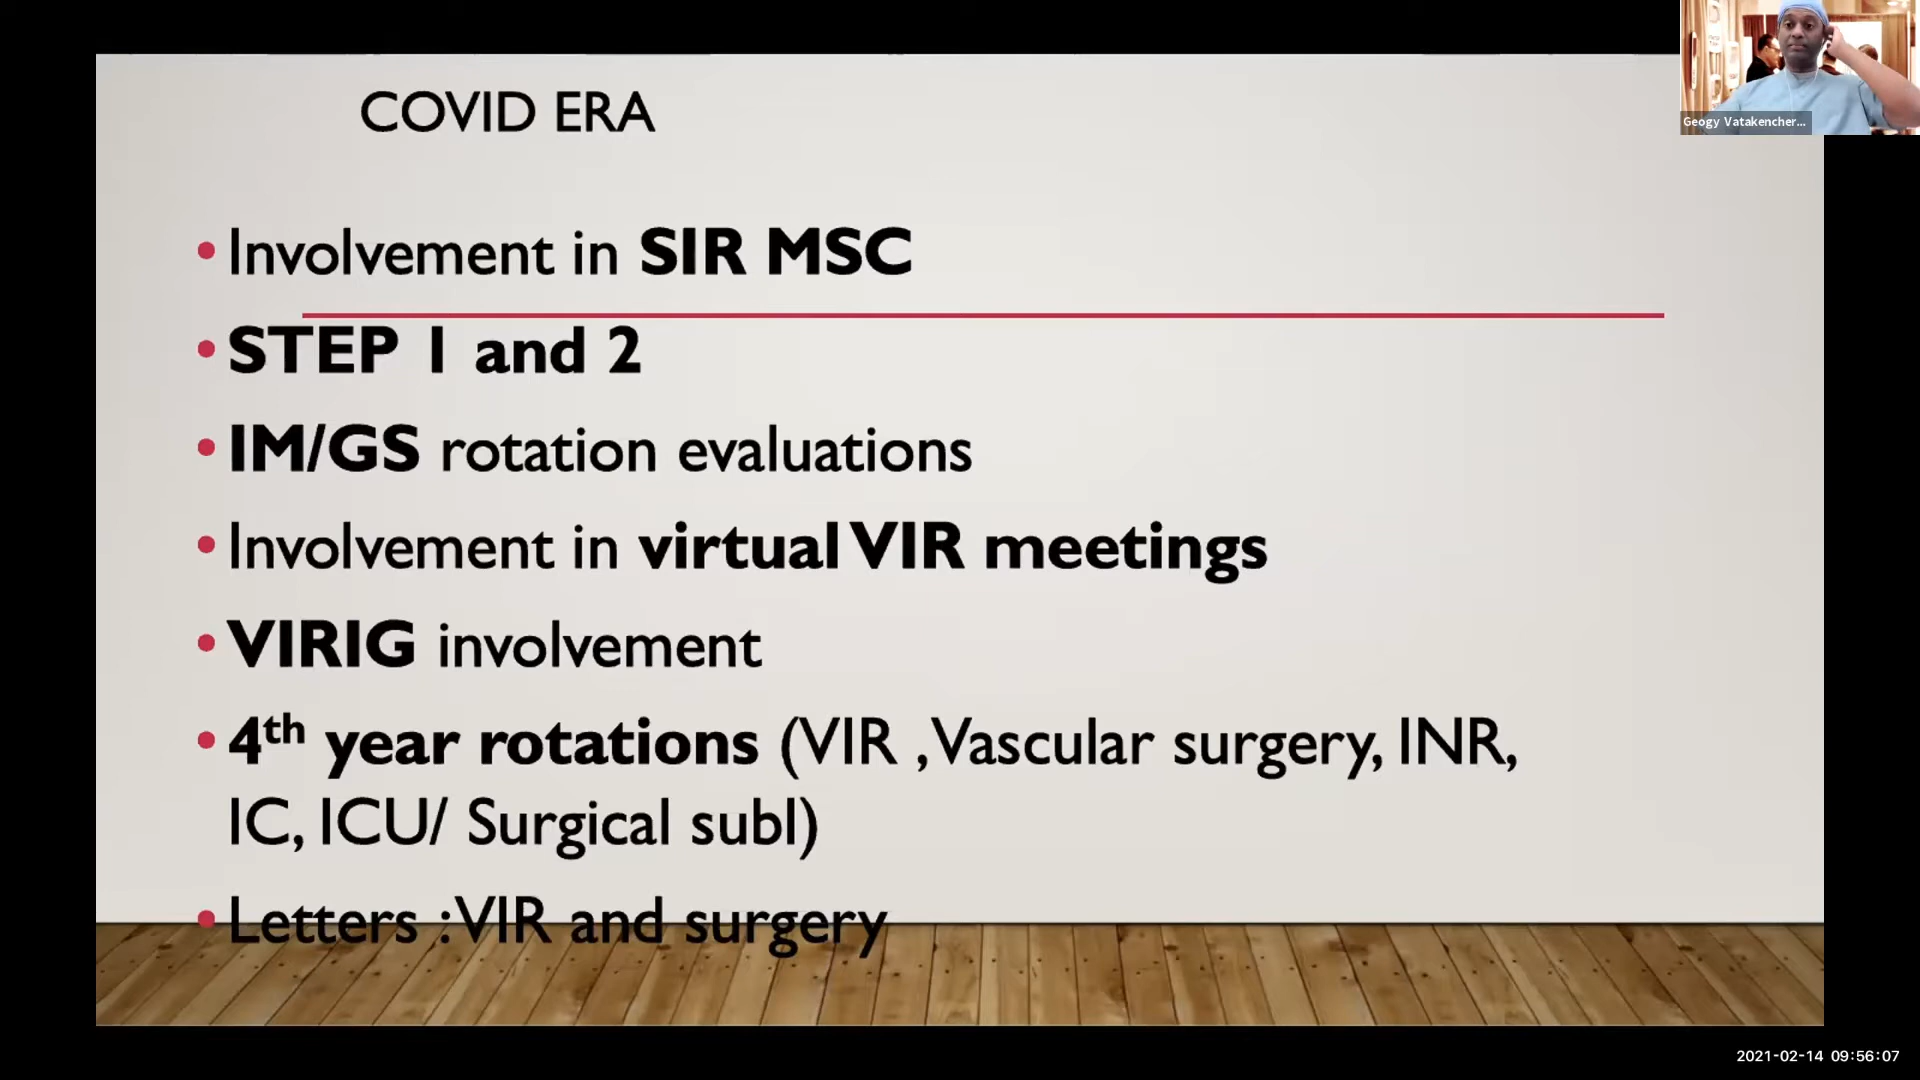 COVID ERA
Geogy Vatakencher...
• Involvement in SIR MSC
• STEP 1 and 2
• IM/GS rotation evaluations
• Involvement in virtual VIR meetings
• VIRIG involvement
• 4th year rotations (VIR , Vascular surgery, INR,
IC, ICU/ Surgical subl)
• Letters : VIR and surgery
2021-02-14 09:56:07